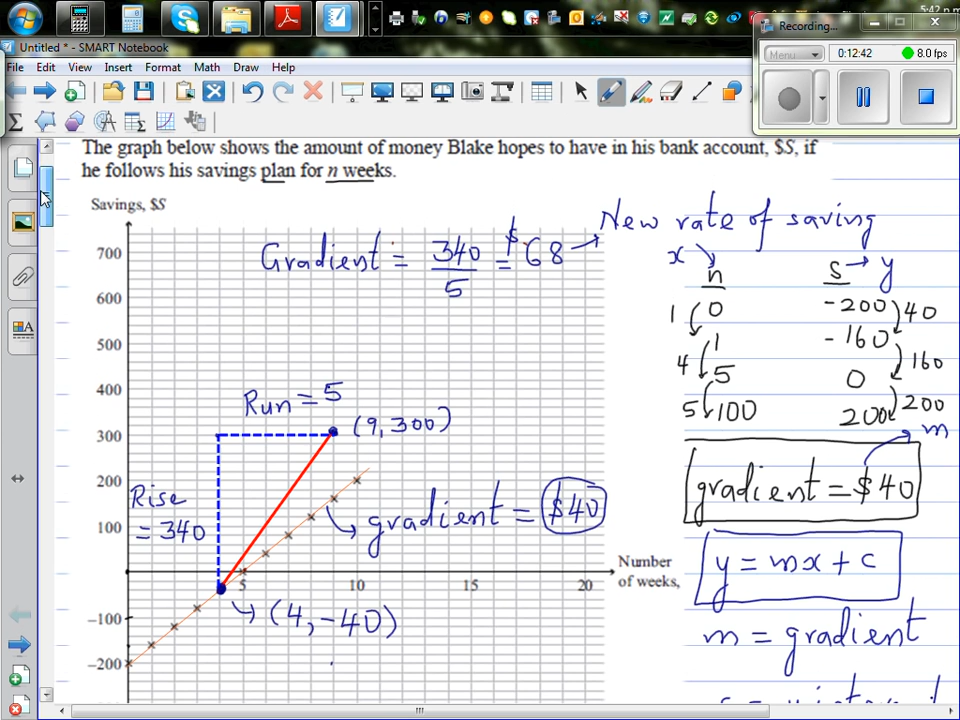 5:42 p.m.
Recording...
Menu
0:12:42
8.0 fps
Untitled * - SMART Notebook
File Edit View Insert Format Math Draw Help
The graph below shows the amount of money Blake hopes to have in his bank account, $S, if
he follows his savings plan for n weeks.
Savings, $S
New rate of saving
Gradient = 340/5 = $68
x
n
S → y
700
600
500
400
300
200
100
-100
-200
5
10
15
20
Number
of weeks,
Run = 5
(9, 300)
Rise
= 340
gradient = $40
(4, -40)
0 -200
1 40
1 -160
4 160
5 0
5 200
100 200
m
gradient = $40
y = mx + c
m = gradient